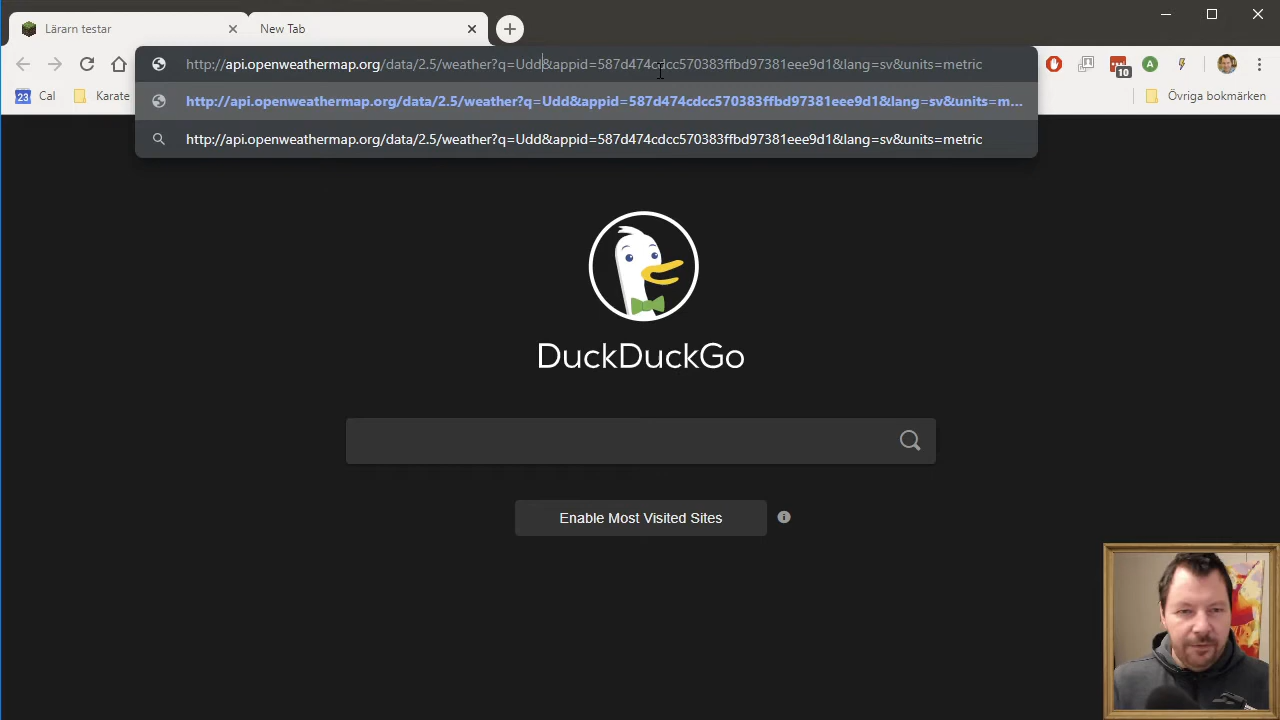 Lärarn testar
New Tab
http://api.openweathermap.org/data/2.5/weather?q=Udd&appid=587d474cdcc570383ffbd97381eee9d1&lang=sv&units=metric
10
A
http://api.openweathermap.org/data/2.5/weather?q=Udd&appid=587d474cdcc570383ffbd97381eee9d1&lang=sv&units=m...
23 Cal
Karate
Övriga bokmärken
http://api.openweathermap.org/data/2.5/weather?q=Udd&appid=587d474cdcc570383ffbd97381eee9d1&lang=sv&units=metric
DuckDuckGo
Enable Most Visited Sites